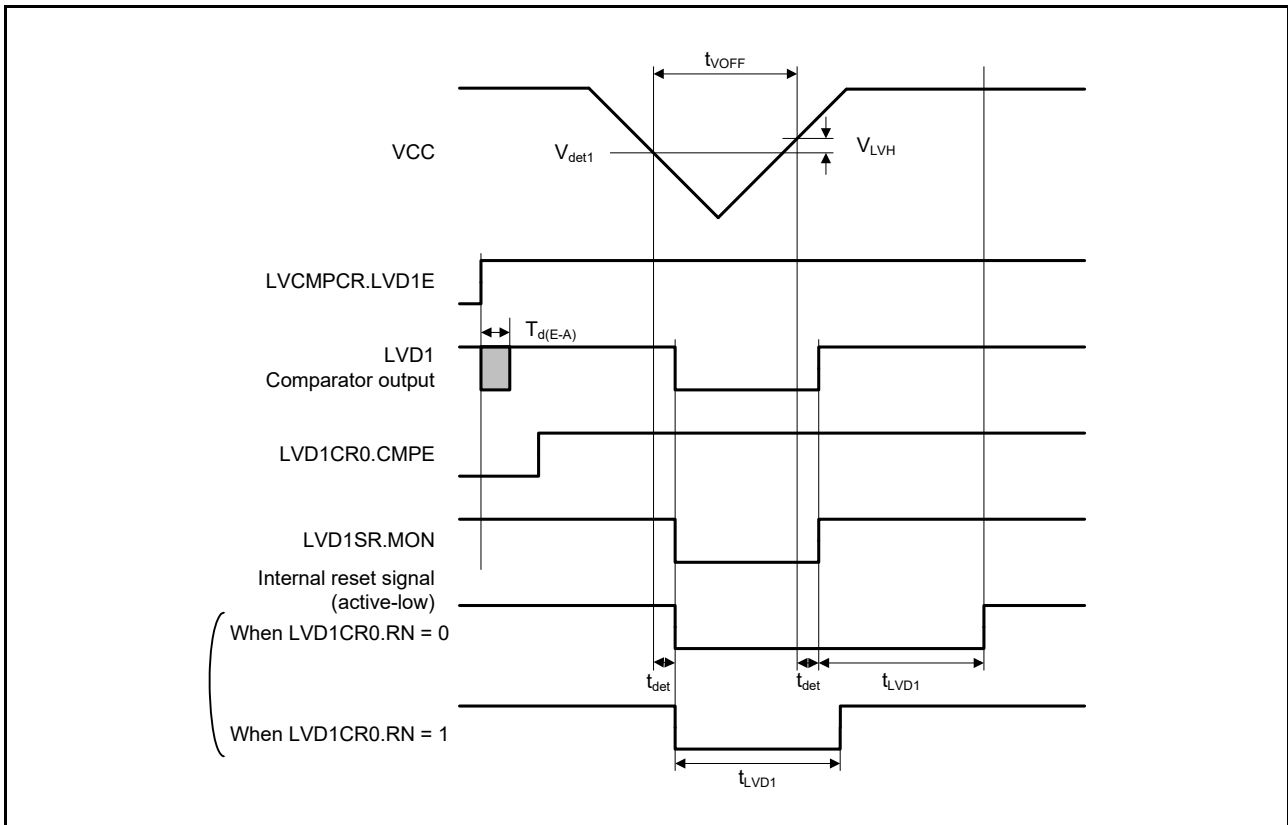 tVOFF
VCC
Vdet1
VLVH
LVCMPCR.LVD1E
Td(E-A)
LVD1
Comparator output
LVD1CR0.CMPE
LVD1SR.MON
Internal reset signal
(active-low)
When LVD1CR0.RN = 0
tdet
tdet
tLVD1
When LVD1CR0.RN = 1
tLVD1